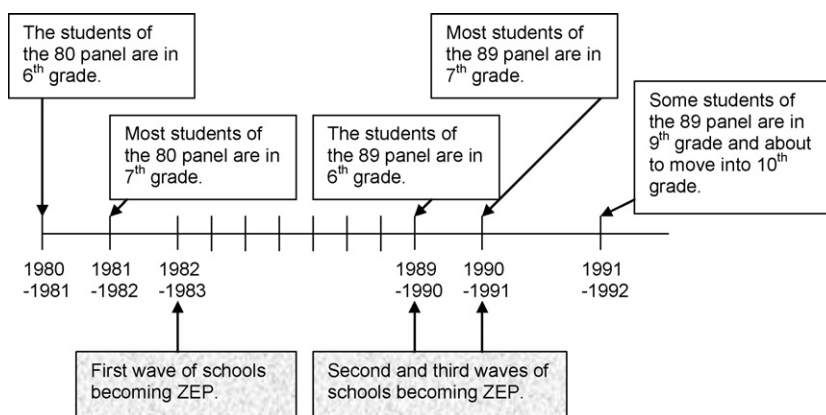 The students of
the 80 panel are in
6th grade.
Most students of
the 89 panel are in
7th grade.
Some students of
the 89 panel are in
9th grade and about
to move into 10th
grade.
Most students of
the 80 panel are in
7th grade.
The students of
the 89 panel are in
6th grade.
1980
-1981
1981
-1982
1982
-1983
1989
-1990
1990
-1991
1991
-1992
First wave of schools
becoming ZEP.
Second and third waves of
schools becoming ZEP.